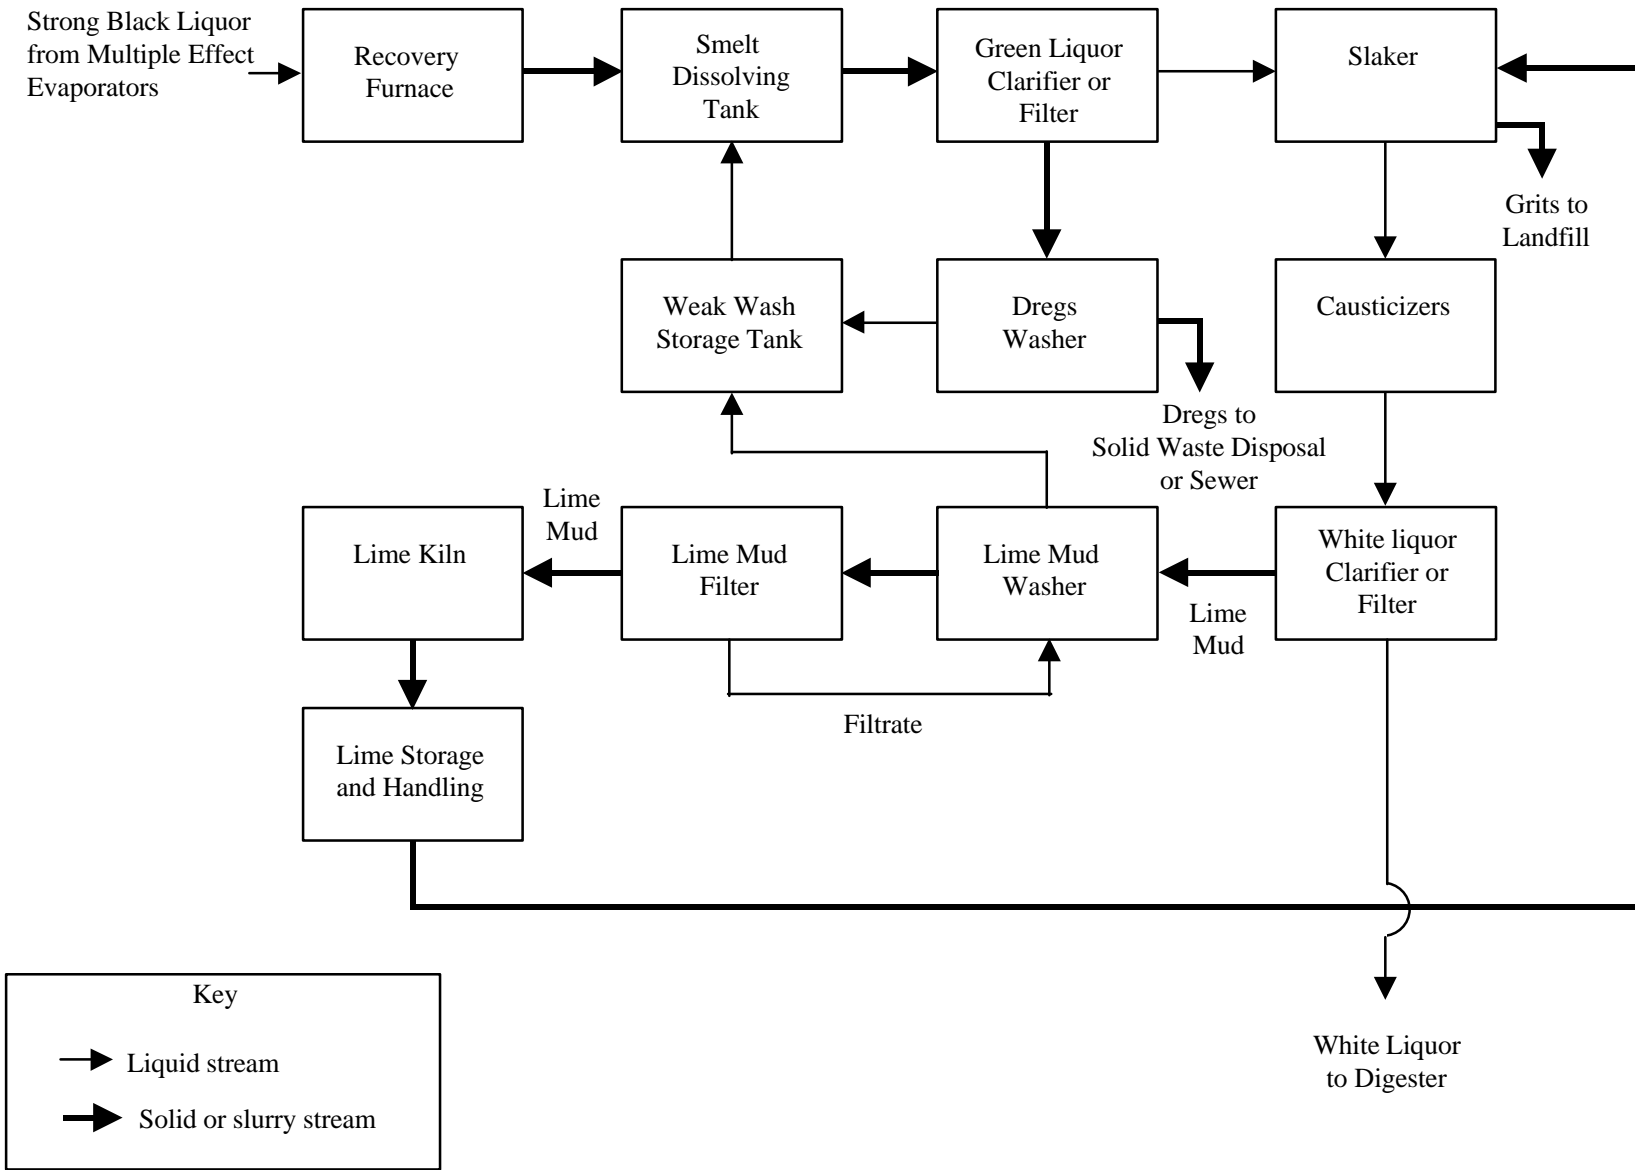 Strong Black Liquor
from Multiple Effect
Evaporators
Recovery
Furnace
Smelt
Dissolving
Tank
Green Liquor
Clarifier or
Filter
Slaker
Grits to
Landfill
Weak Wash
Storage Tank
Dregs
Washer
Causticizers
Dregs to
Solid Waste Disposal
or Sewer
Lime
Mud
Lime Kiln
Lime Mud
Filter
Lime Mud
Washer
White liquor
Clarifier or
Filter
Lime
Mud
Filtrate
Lime Storage
and Handling
Key
Liquid stream
Solid or slurry stream
White Liquor
to Digester